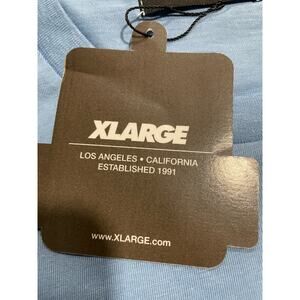 XLARGE
LOS ANGELES • CALIFORNIA
ESTABLISHED 1991
www.XLARGE.com